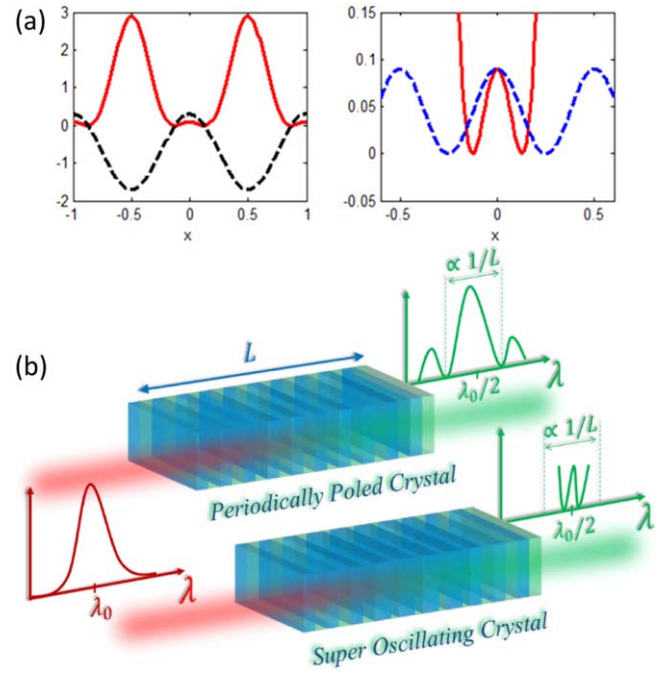 (a)
3
2
1
0
-1
-2
-1 -0.5 0 0.5 1
x
0.15
0.1
0.05
0
-0.05
-0.5 0 0.5
x
(b)
L
∝ 1/L
λ₀/2
λ
Periodically Poled Crystal
∝ 1/L
λ₀/2
λ
λ₀
λ
Super Oscillating Crystal